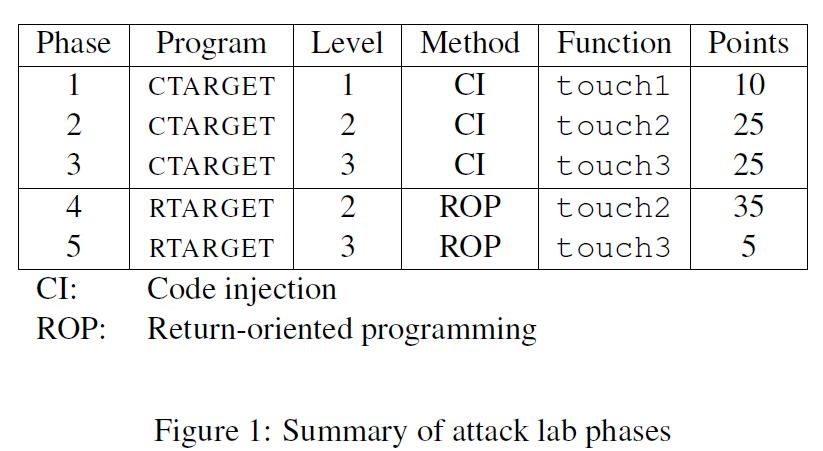 Phase Program Level Method Function Points
1 CTARGET 1 CI touch1 10
2 CTARGET 2 CI touch2 25
3 CTARGET 3 CI touch3 25
4 RTARGET 2 ROP touch2 35
5 RTARGET 3 ROP touch3 5
CI: Code injection
ROP: Return-oriented programming
Figure 1: Summary of attack lab phases